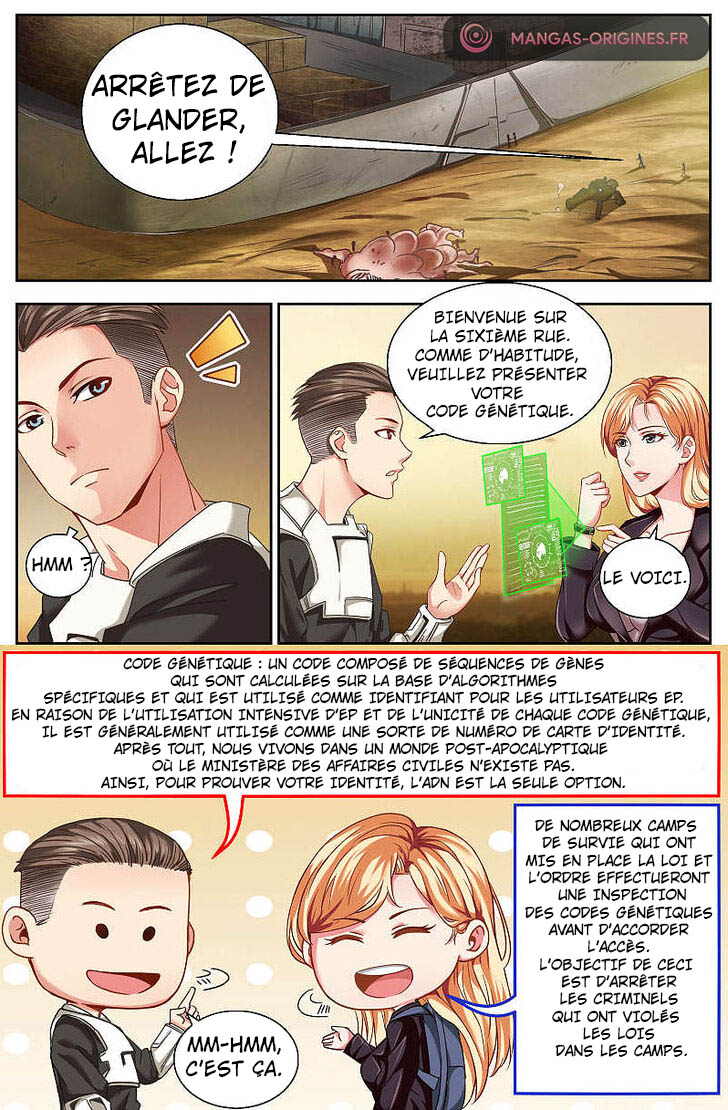 MANGAS-ORIGINES.FR
ARRÊTEZ DE
GLANDER,
ALLEZ !
HMM ?
BIENVENUE SUR
LA SIXIÈME RUE.
COMME D'HABITUDE,
VEUILLEZ PRÉSENTER
VOTRE
CODE GÉNÉTIQUE.
LE VOICI.
CODE GÉNÉTIQUE : UN CODE COMPOSÉ DE SÉQUENCES DE GÈNES
QUI SONT CALCULÉES SUR LA BASE D'ALGORITHMES
SPÉCIFIQUES ET QUI EST UTILISÉ COMME IDENTIFIANT POUR LES UTILISATEURS EP.
EN RAISON DE L'UTILISATION INTENSIVE D'EP ET DE L'UNICITÉ DE CHAQUE CODE GÉNÉTIQUE,
IL EST GÉNÉRALEMENT UTILISÉ COMME UNE SORTE DE NUMÉRO DE CARTE D'IDENTITÉ.
APRÈS TOUT, NOUS VIVONS DANS UN MONDE POST-APOCALYPTIQUE
OÙ LE MINISTÈRE DES AFFAIRES CIVILES N'EXISTE PAS.
AINSI, POUR PROUVER VOTRE IDENTITÉ, L'ADN EST LA SEULE OPTION.
DE NOMBREUX CAMPS
DE SURVIE QUI ONT
MIS EN PLACE LA LOI ET
L'ORDRE EFFECTUERONT
UNE INSPECTION
DES CODES GÉNÉTIQUES
AVANT D'ACCORDER
L'ACCÈS.
L'OBJECTIF DE CECI
EST D'ARRÊTER
LES CRIMINELS
QUI ONT VIOLÉS
LES LOIS
DANS LES CAMPS.
MM-HMM,
C'EST ÇA.